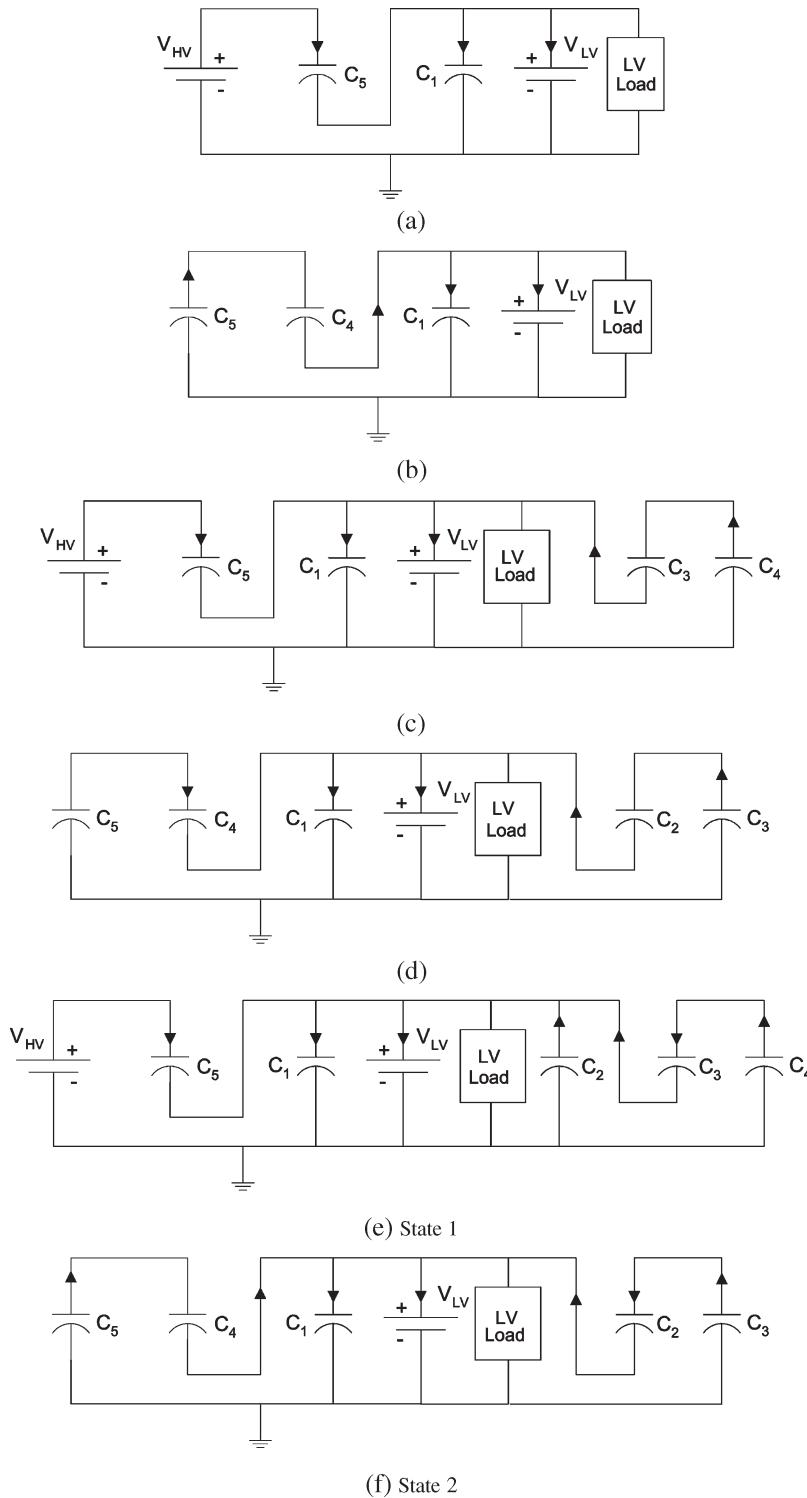 V_HV + - C_5 C_1 + - V_LV LV Load
(a)
C_5 C_4 C_1 + - V_LV LV Load
(b)
V_HV + - C_5 C_1 + - V_LV LV Load C_3 C_4
(c)
C_5 C_4 C_1 + - V_LV LV Load C_2 C_3
(d)
V_HV + - C_5 C_1 + - V_LV LV Load C_2 C_3 C_4
(e) State 1
C_5 C_4 C_1 + - V_LV LV Load C_2 C_3
(f) State 2